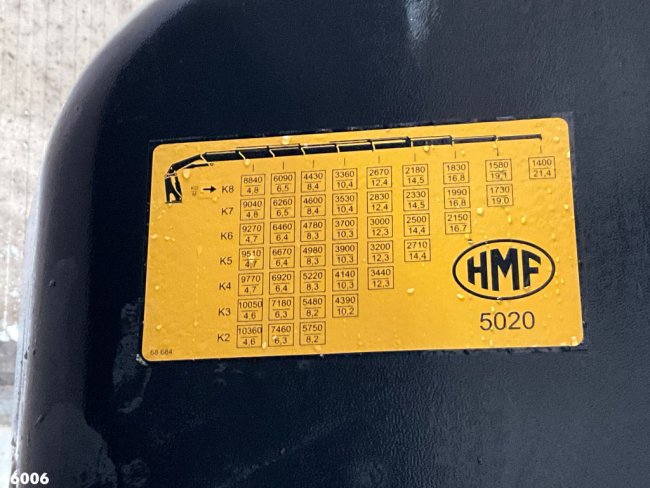 K8 8840 6090 4430 3360 2670 2180 1830 1580 1400
4,8 6,5 8,4 10,4 12,4 14,5 16,8 19,1 21,4
K7 9040 6260 4600 3530 2830 2330 1990 1730
4,8 6,5 8,4 10,4 12,4 14,5 16,8 19,0
K6 9270 6460 4780 3700 3000 2500 2150
4,7 6,4 8,3 10,3 12,3 14,4 16,7
K5 9510 6670 4980 3900 3200 2710
4,7 6,4 8,3 10,3 12,3 14,4
K4 9770 6920 5220 4140 3440
4,7 6,4 8,3 10,3 12,3
K3 10050 7180 5480 4390
4,6 6,3 8,2 10,2
K2 10360 7460 5750
4,6 6,3 8,2
HMF
5020
68 684
6006